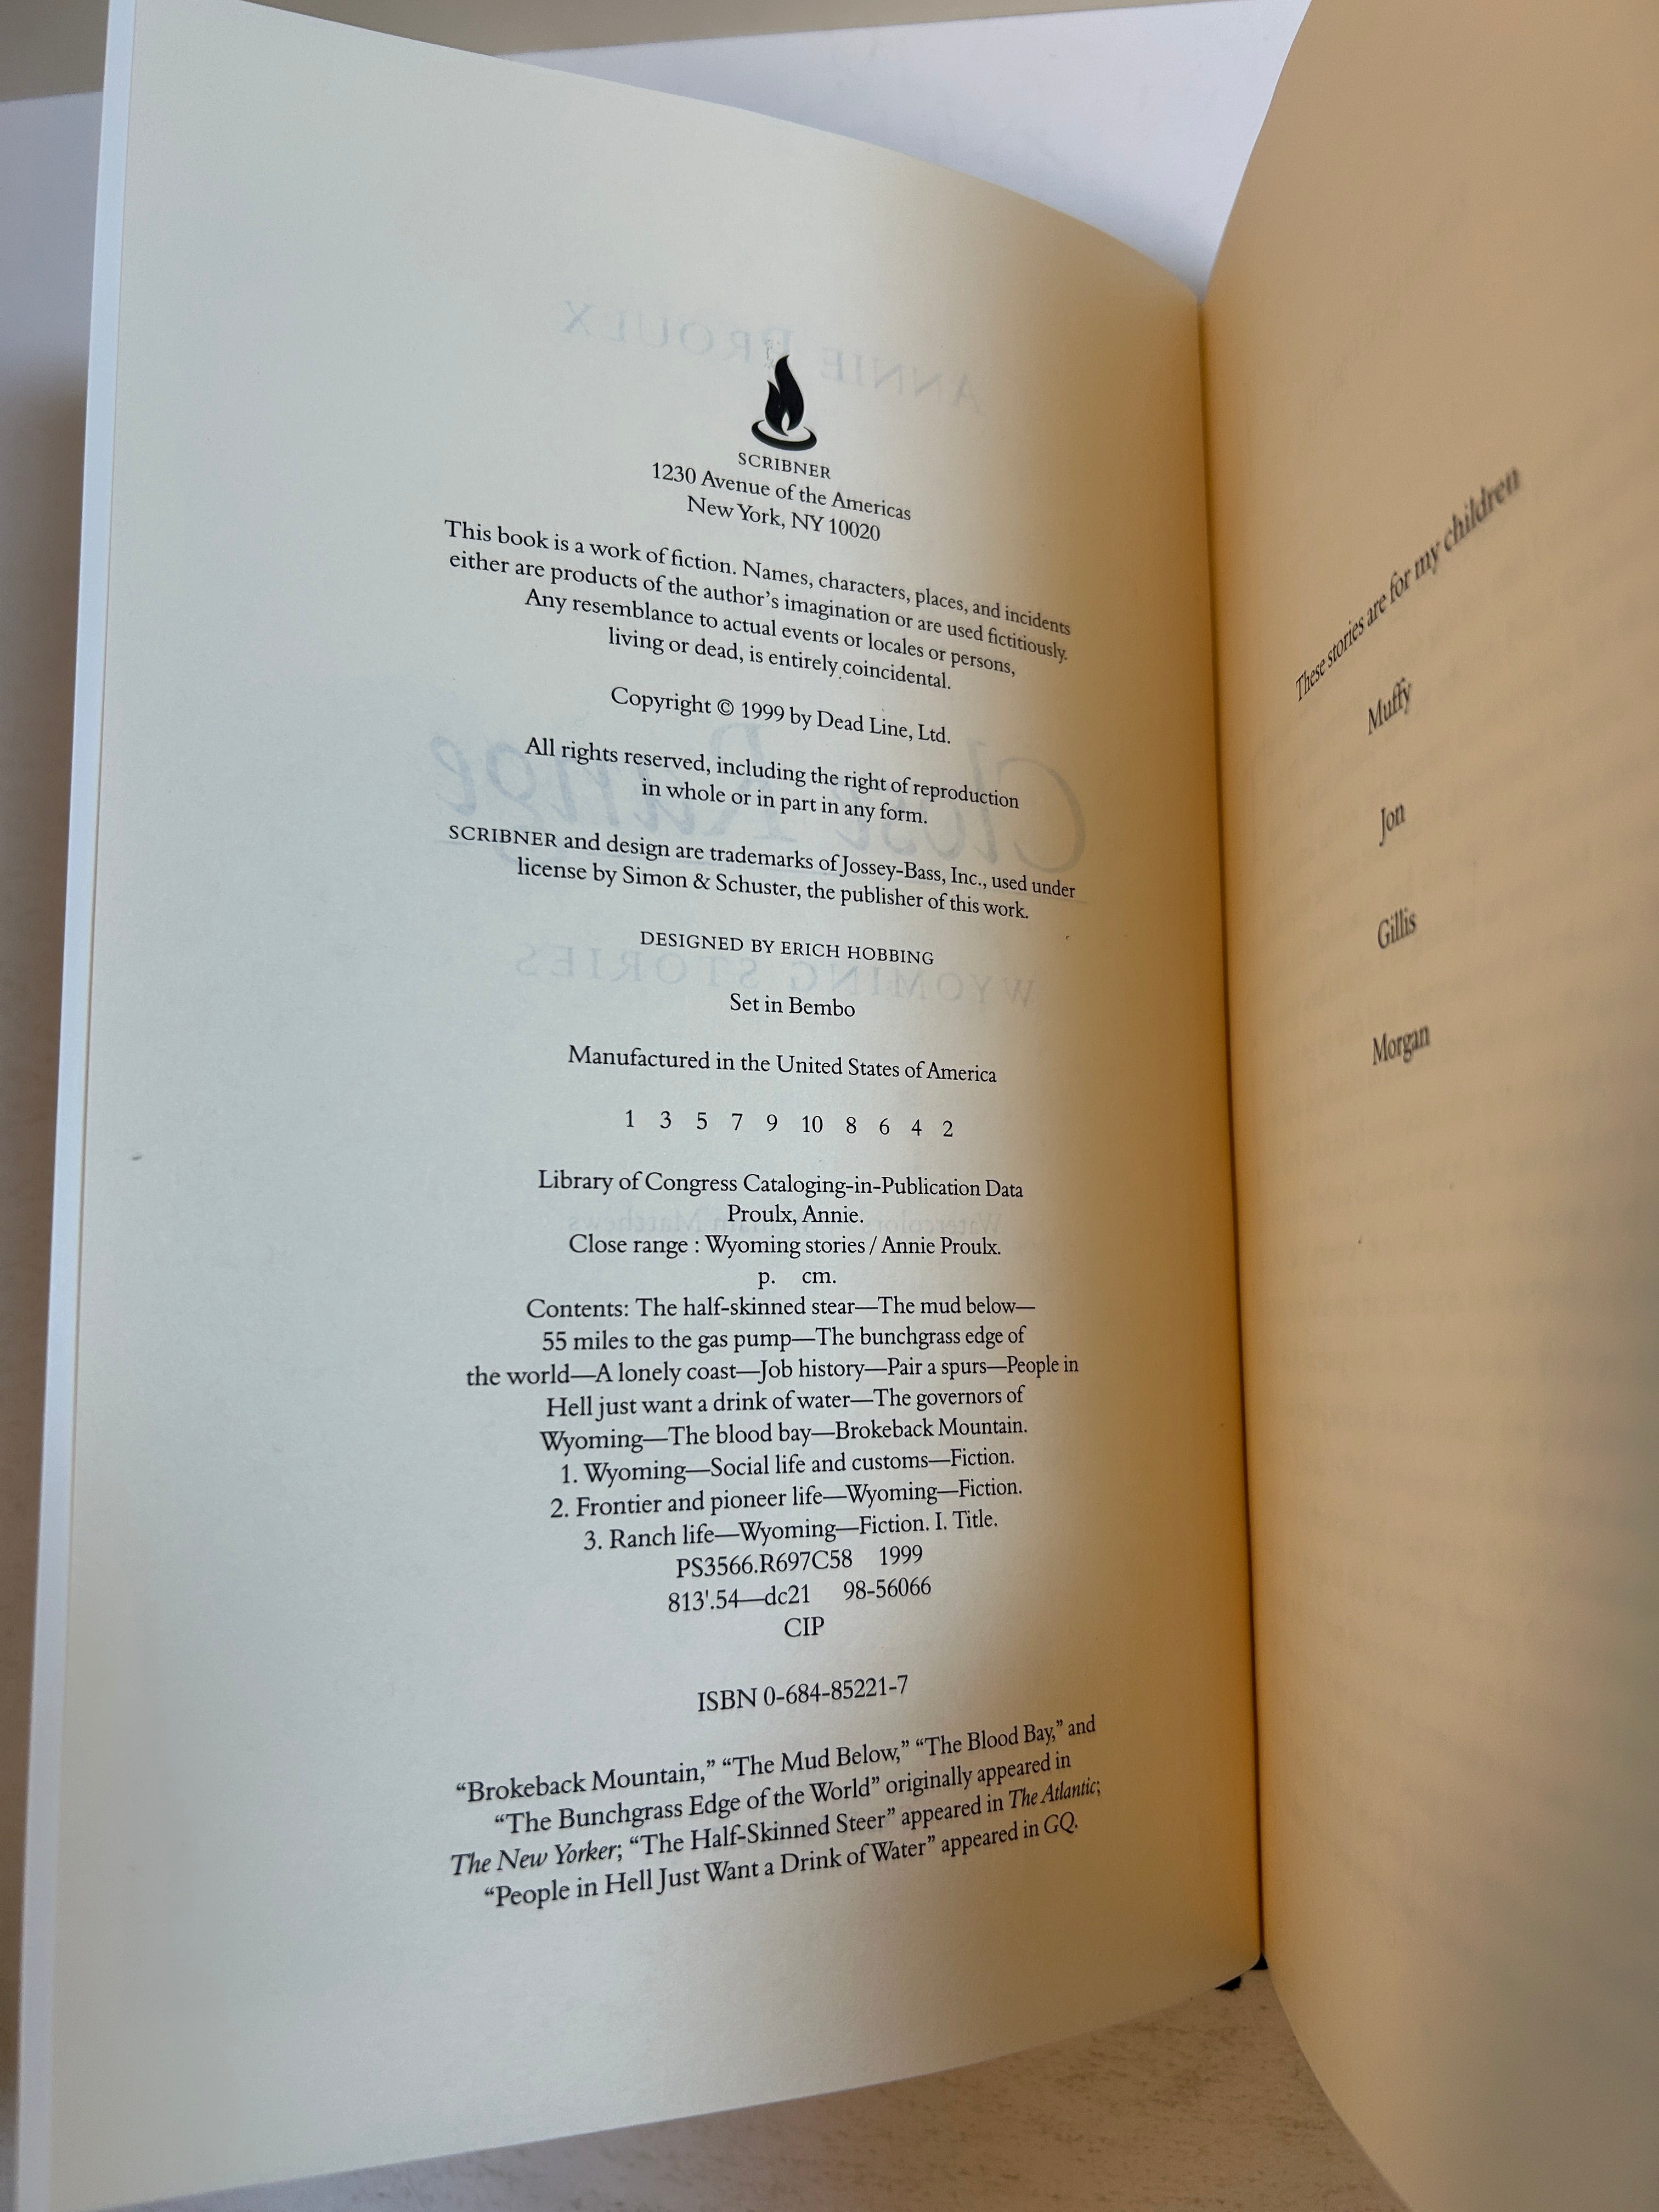 SCRIBNER
1230 Avenue of the Americas
New York, NY 10020
This book is a work of fiction. Names, characters, places, and incidents
either are products of the author's imagination or are used fictitiously.
Any resemblance to actual events or locales or persons,
living or dead, is entirely coincidental.
Copyright © 1999 by Dead Line, Ltd.
All rights reserved, including the right of reproduction
in whole or in part in any form.
SCRIBNER and design are trademarks of Jossey-Bass, Inc., used under
license by Simon & Schuster, the publisher of this work.
DESIGNED BY ERICH HOBBING
Set in Bembo
Manufactured in the United States of America
1 3 5 7 9 10 8 6 4 2
Library of Congress Cataloging-in-Publication Data
Proulx, Annie.
Close range : Wyoming stories / Annie Proulx.
p. cm.
Contents: The half-skinned stear—The mud below—
55 miles to the gas pump—The bunchgrass edge of
the world—A lonely coast—Job history—Pair a spurs—People in
Hell just want a drink of water—The governors of
Wyoming—The blood bay—Brokeback Mountain.
1. Wyoming—Social life and customs—Fiction.
2. Frontier and pioneer life—Wyoming—Fiction.
3. Ranch life—Wyoming—Fiction. I. Title.
PS3566.R697C58 1999
813'.54—dc21 98-56066
CIP
ISBN 0-684-85221-7
“Brokeback Mountain,” “The Mud Below,” “The Blood Bay,” and
“The Bunchgrass Edge of the World” originally appeared in
The New Yorker; “The Half-Skinned Steer” appeared in The Atlantic;
“People in Hell Just Want a Drink of Water” appeared in GQ.
These stories are for my children
Muffy
Jon
Gillis
Morgan
ANNIE PROULX
Close Range
WYOMING STORIES